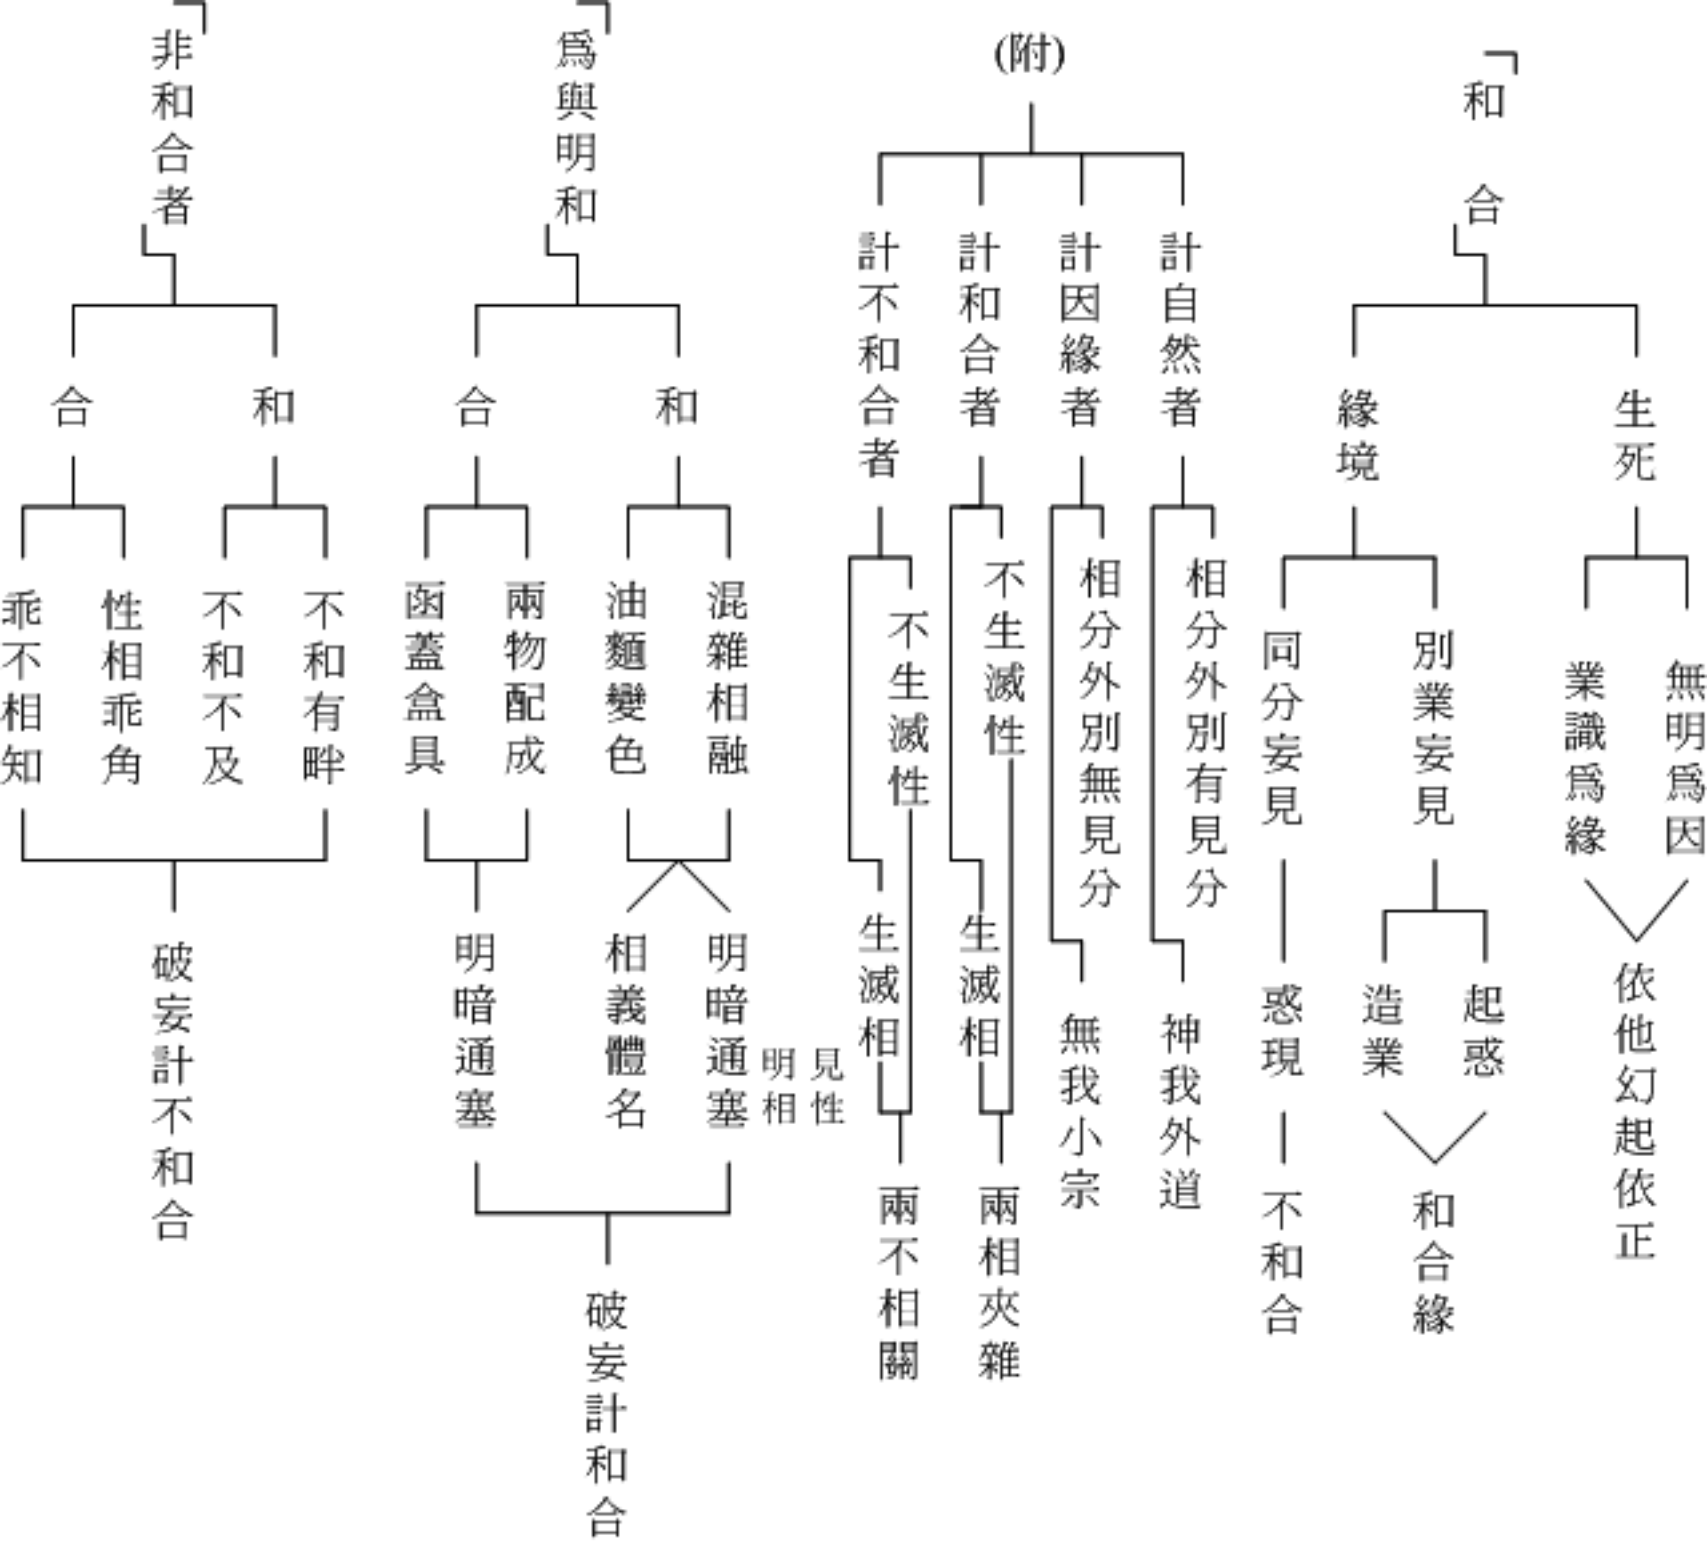 ﹁和合
生死
無明爲因
業識爲緣
依他幻起依正
緣境
別業妄見
起惑
造業
和合緣
同分妄見
惑現
不和合
(附)
計自然者
相分外別有見分
神我外道
計因緣者
相分外別無見分
無我小宗
計和合者
不生滅性
生滅相
兩相夾雜
計不和合者
不生滅性
生滅相
兩不相關
﹁爲與明和﹂
和
混雜相融
油麵變色
明暗通塞
見性
明相
相義體名
合
兩物配成
函蓋盒具
明暗通塞
破妄計和合
﹁非和合者﹂
和
不和有畔
不和不及
合
性相乖角
乖不相知
破妄計不和合